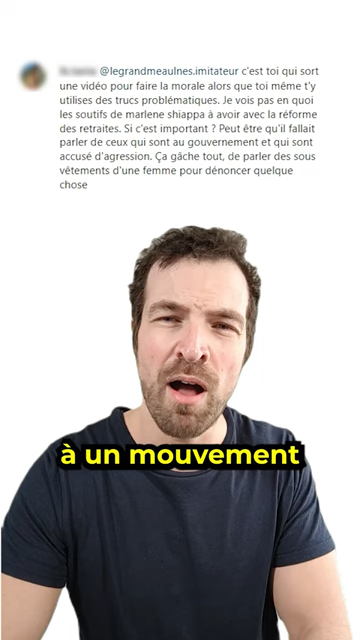 @legrandmeaulnes.imitateur c'est toi qui sort
une vidéo pour faire la morale alors que toi même t'y
utilises des trucs problématiques. Je vois pas en quoi
les soutifs de marlene shiappa à avoir avec la réforme
des retraites. Si c'est important ? Peut être qu'il fallait
parler de ceux qui sont au gouvernement et qui sont
accusé d'agression. Ça gâche tout, de parler des sous
vêtements d'une femme pour dénoncer quelque
chose
à un mouvement